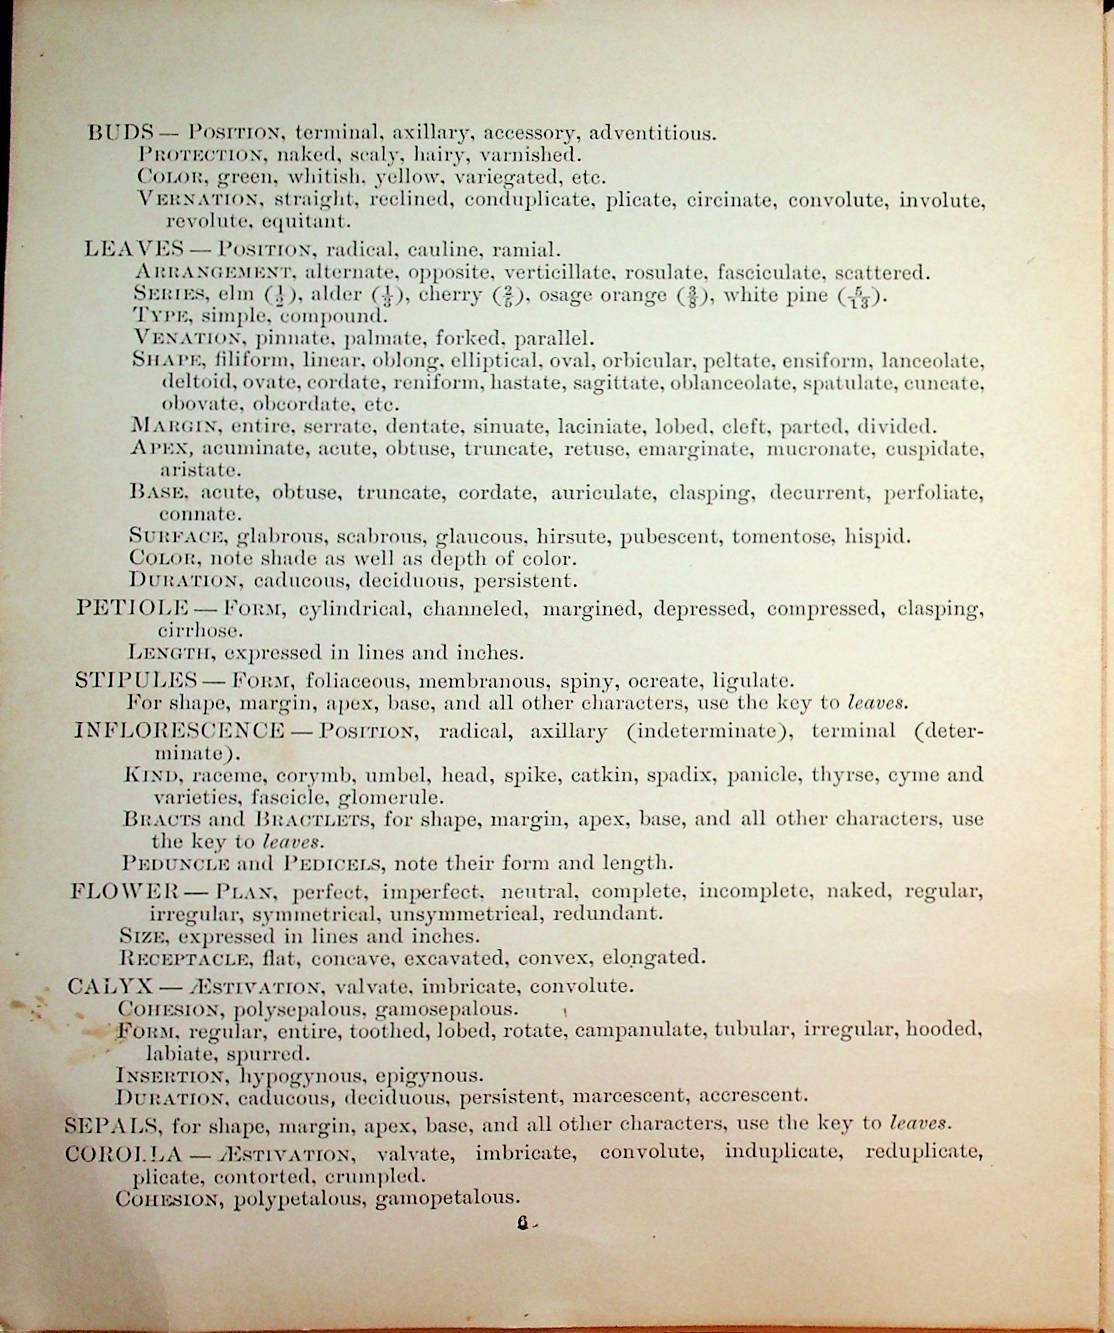 BUDS — Position, terminal, axillary, accessory, adventitious.
Protection, naked, scaly, hairy, varnished.
Color, green, whitish, yellow, variegated, etc.
Vernation, straight, reclined, conduplicate, plicate, circinate, convolute, involute,
revolute, equitant.
LEAVES — Position, radical, cauline, ramial.
Arrangement, alternate, opposite, verticillate, rosulate, fasciculate, scattered.
Series, elm (1/2), alder (1/3), cherry (2/5), osage orange (3/8), white pine (5/13).
Type, simple, compound.
Venation, pinnate, palmate, forked, parallel.
Shape, filiform, linear, oblong, elliptical, oval, orbicular, peltate, ensiform, lanceolate,
deltoid, ovate, cordate, reniform, hastate, sagittate, oblanceolate, spatulate, cuneate,
obovate, obcordate, etc.
Margin, entire, serrate, dentate, sinuate, laciniate, lobed, cleft, parted, divided.
Apex, acuminate, acute, obtuse, truncate, retuse, emarginate, mucronate, cuspidate,
aristate.
Base, acute, obtuse, truncate, cordate, auriculate, clasping, decurrent, perfoliate,
connate.
Surface, glabrous, scabrous, glaucous, hirsute, pubescent, tomentose, hispid.
Color, note shade as well as depth of color.
Duration, caducous, deciduous, persistent.
PETIOLE — Form, cylindrical, channeled, margined, depressed, compressed, clasping,
cirrhose.
Length, expressed in lines and inches.
STIPULES — Form, foliaceous, membranous, spiny, ocreate, ligulate.
For shape, margin, apex, base, and all other characters, use the key to leaves.
INFLORESCENCE — Position, radical, axillary (indeterminate), terminal (deter-
minate).
Kind, raceme, corymb, umbel, head, spike, catkin, spadix, panicle, thyrse, cyme and
varieties, fascicle, glomerule.
Bracts and Bractlets, for shape, margin, apex, base, and all other characters, use
the key to leaves.
Peduncle and Pedicels, note their form and length.
FLOWER — Plan, perfect, imperfect, neutral, complete, incomplete, naked, regular,
irregular, symmetrical, unsymmetrical, redundant.
Size, expressed in lines and inches.
Receptacle, flat, concave, excavated, convex, elongated.
CALYX — Æstivation, valvate, imbricate, convolute.
Cohesion, polysepalous, gamosepalous.
Form, regular, entire, toothed, lobed, rotate, campanulate, tubular, irregular, hooded,
labiate, spurred.
Insertion, hypogynous, epigynous.
Duration, caducous, deciduous, persistent, marcescent, accrescent.
SEPALS, for shape, margin, apex, base, and all other characters, use the key to leaves.
COROLLA — Æstivation, valvate, imbricate, convolute, induplicate, reduplicate,
plicate, contorted, crumpled.
Cohesion, polypetalous, gamopetalous.
6